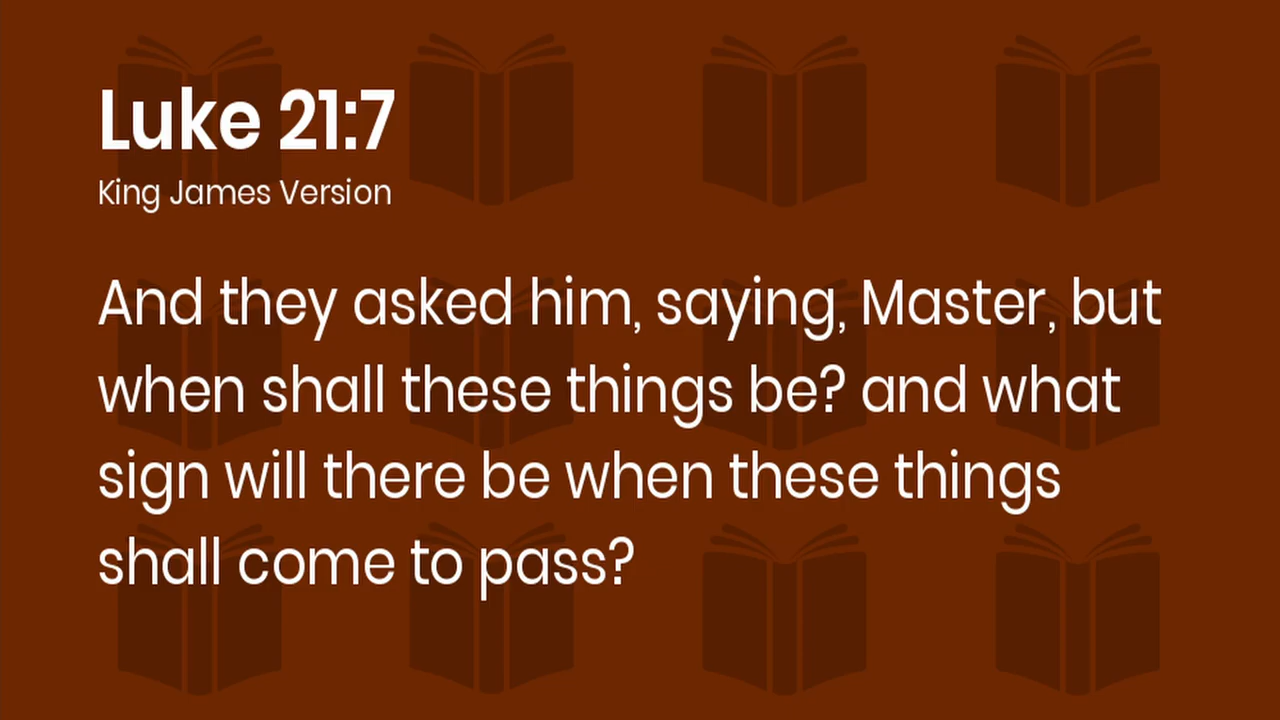 Luke 21:7
King James Version
And they asked him, saying, Master, but
when shall these things be? and what
sign will there be when these things
shall come to pass?